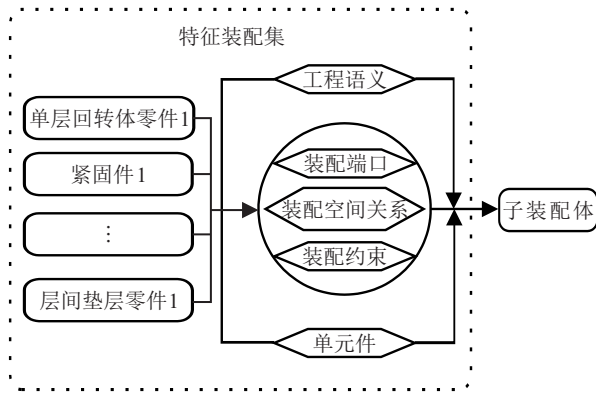 特征装配集
工程语义
单层回转体零件1
紧固件1
⋮
层间垫层零件1
装配端口
装配空间关系
装配约束
单元件
子装配体